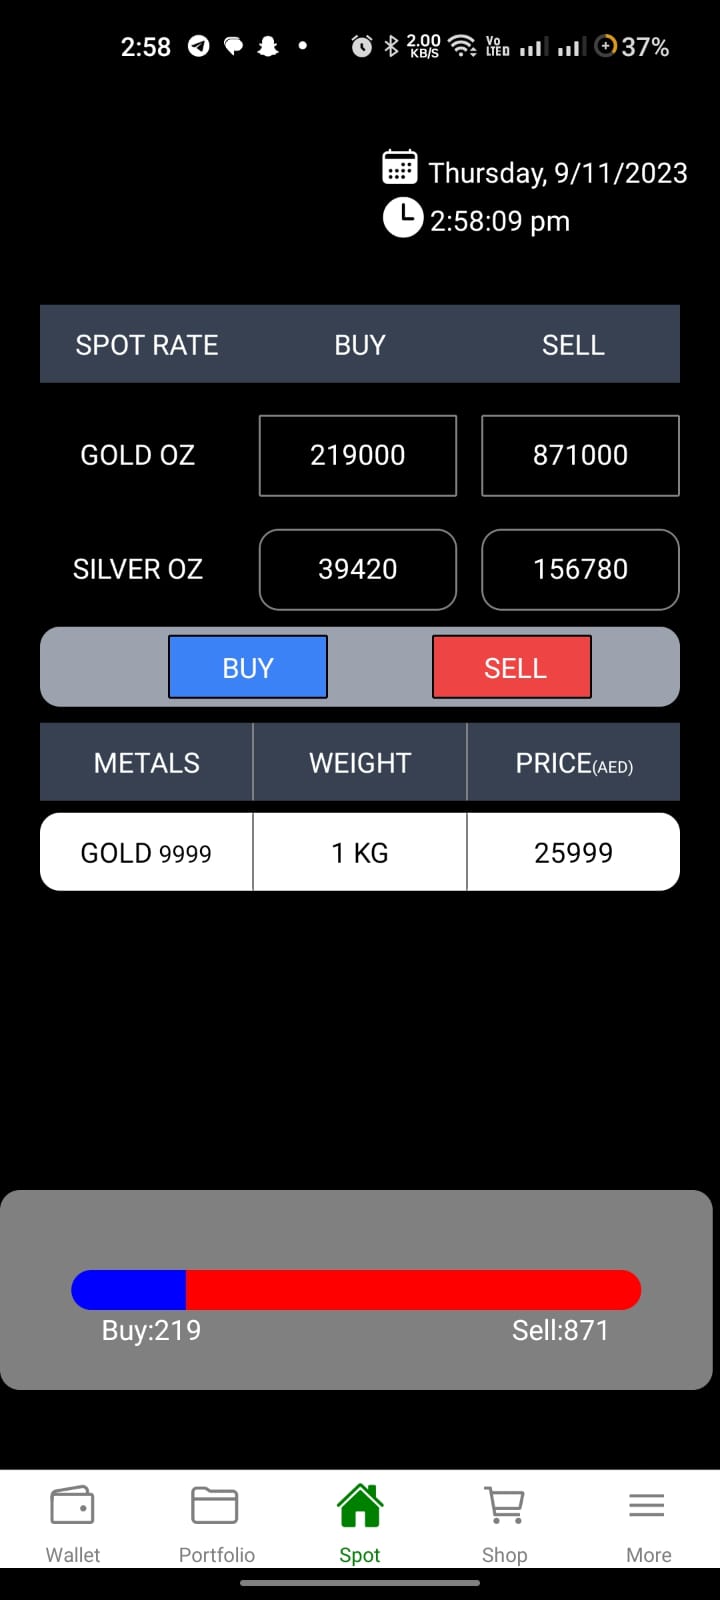 2:58 2.00 KB/S Vo LTED 37%
Thursday, 9/11/2023
2:58:09 pm
SPOT RATE BUY SELL
GOLD OZ 219000 871000
SILVER OZ 39420 156780
BUY SELL
METALS WEIGHT PRICE(AED)
GOLD 9999 1 KG 25999
Buy:219 Sell:871
Wallet Portfolio Spot Shop More